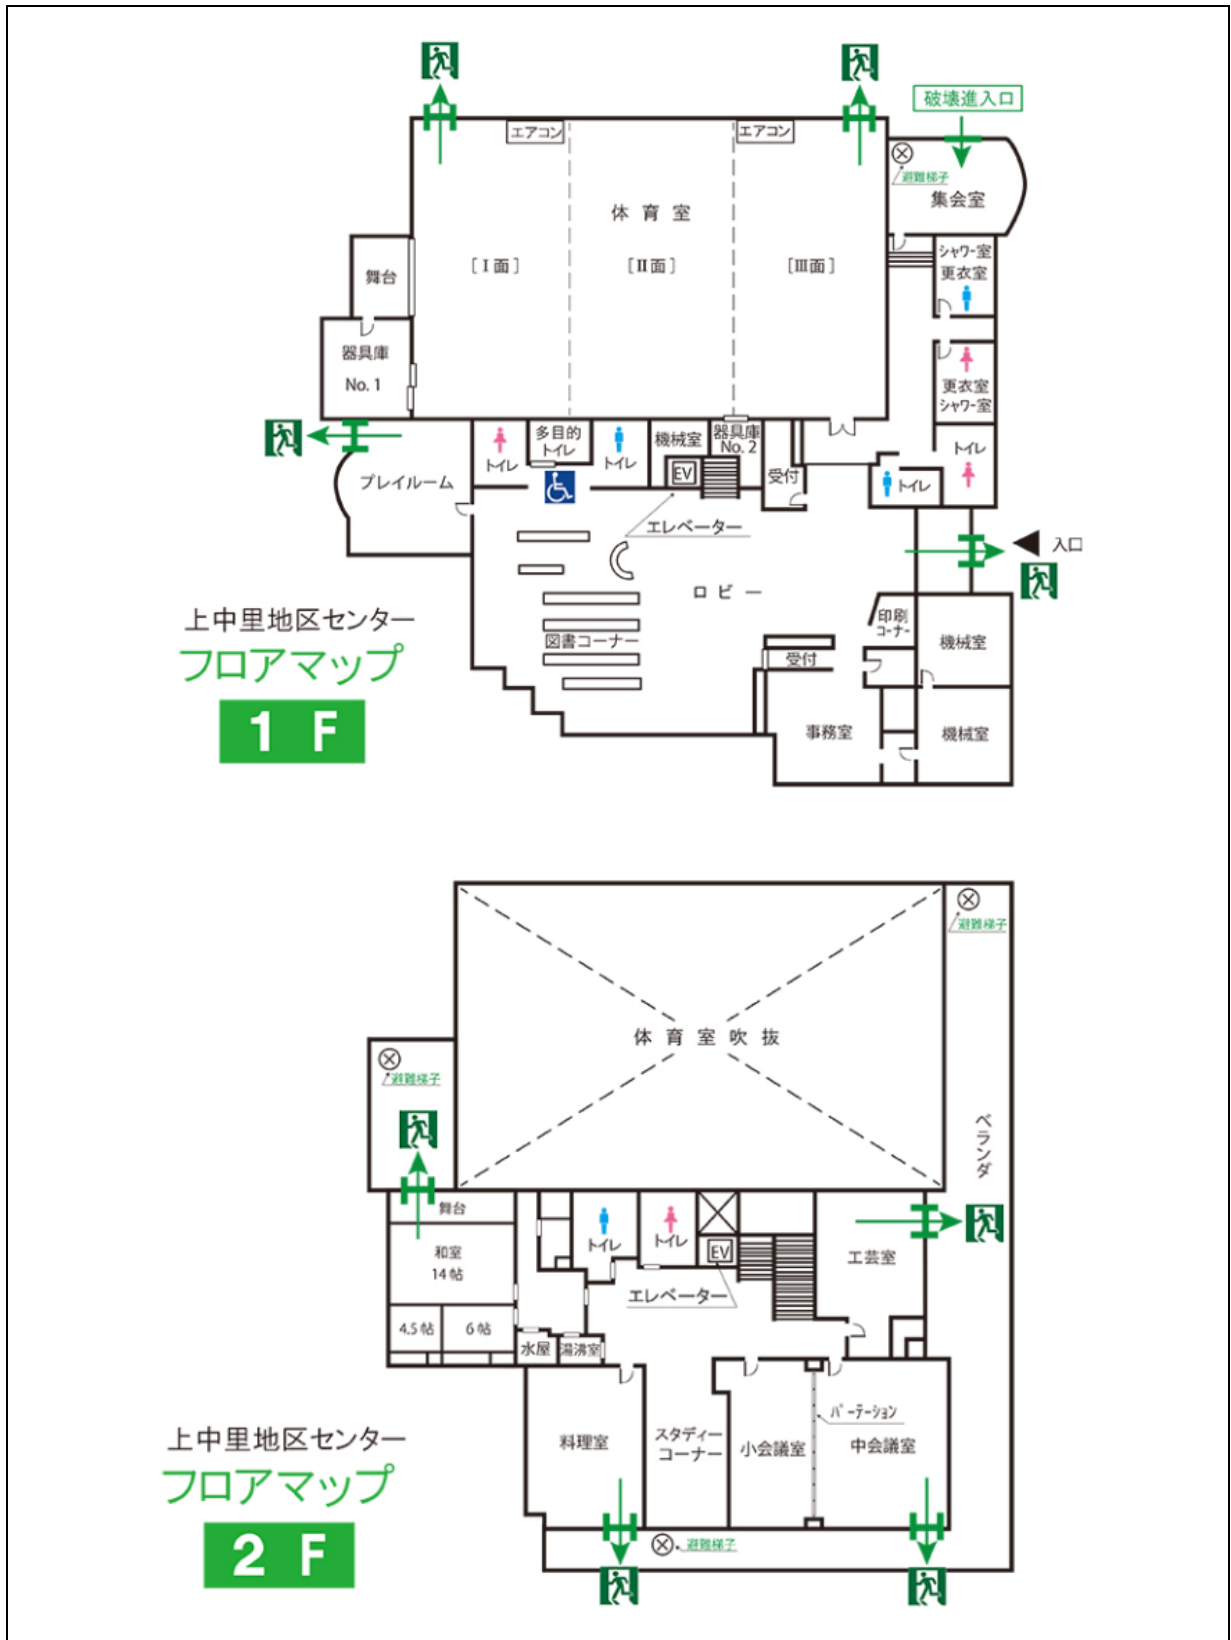 破壊進入口
エアコン
エアコン
避難梯子
集会室
体育室
[Ⅰ面]
[Ⅱ面]
[Ⅲ面]
シャワー室
更衣室
舞台
器具庫
No. 1
更衣室
シャワー室
トイレ
多目的
トイレ
トイレ
機械室
器具庫
No. 2
EV
受付
トイレ
トイレ
プレイルーム
エレベーター
入口
ロビー
図書コーナー
印刷
コーナー
機械室
受付
事務室
機械室
上中里地区センター
フロアマップ
1 F
避難梯子
体育室吹抜
避難梯子
ベランダ
舞台
和室
14帖
4.5帖
6帖
トイレ
トイレ
EV
エレベーター
工芸室
水屋
湯沸室
料理室
スタディー
コーナー
小会議室
パーテーション
中会議室
避難梯子
上中里地区センター
フロアマップ
2 F